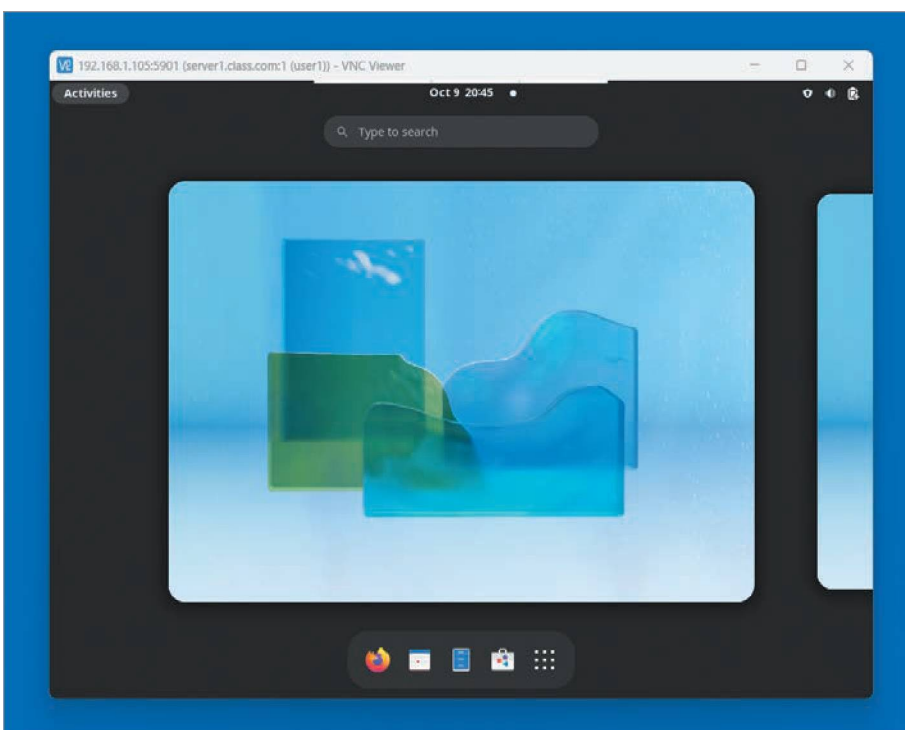 V2 192.168.1.105:5901 (server1.class.com:1 (user1)) - VNC Viewer
Activities Oct 9 20:45
Type to search